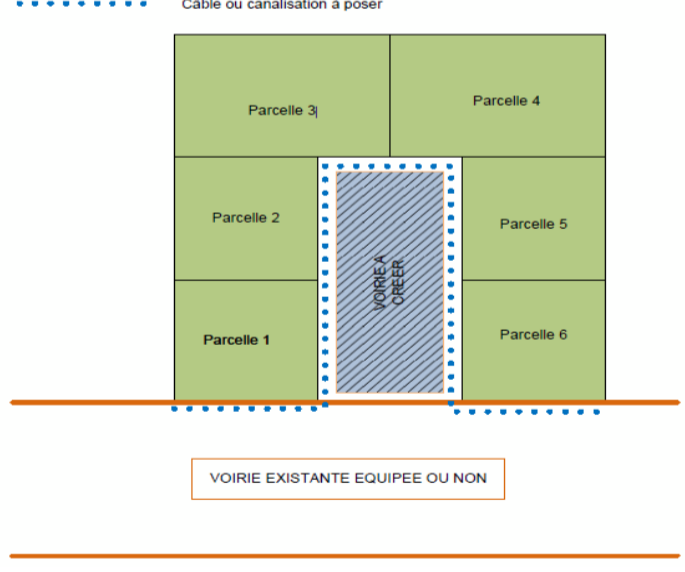 Câble ou canalisation à poser
Parcelle 3
Parcelle 4
Parcelle 2
Parcelle 5
VOIRIE A
CREER
Parcelle 1
Parcelle 6
VOIRIE EXISTANTE EQUIPEE OU NON